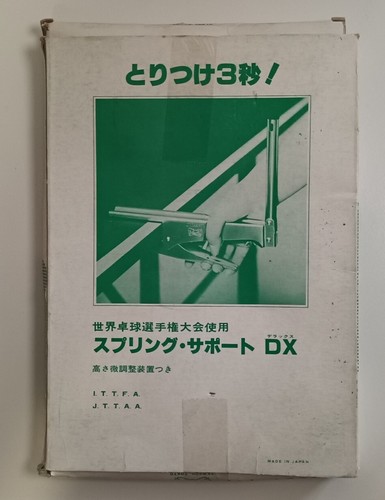 とりつけ3秒!
世界卓球選手権大会使用
デラックス
スプリング・サポート DX
高さ微調整装置つき
I. T. T. F. A.
J. T. T. A. A.
MADE IN JAPAN